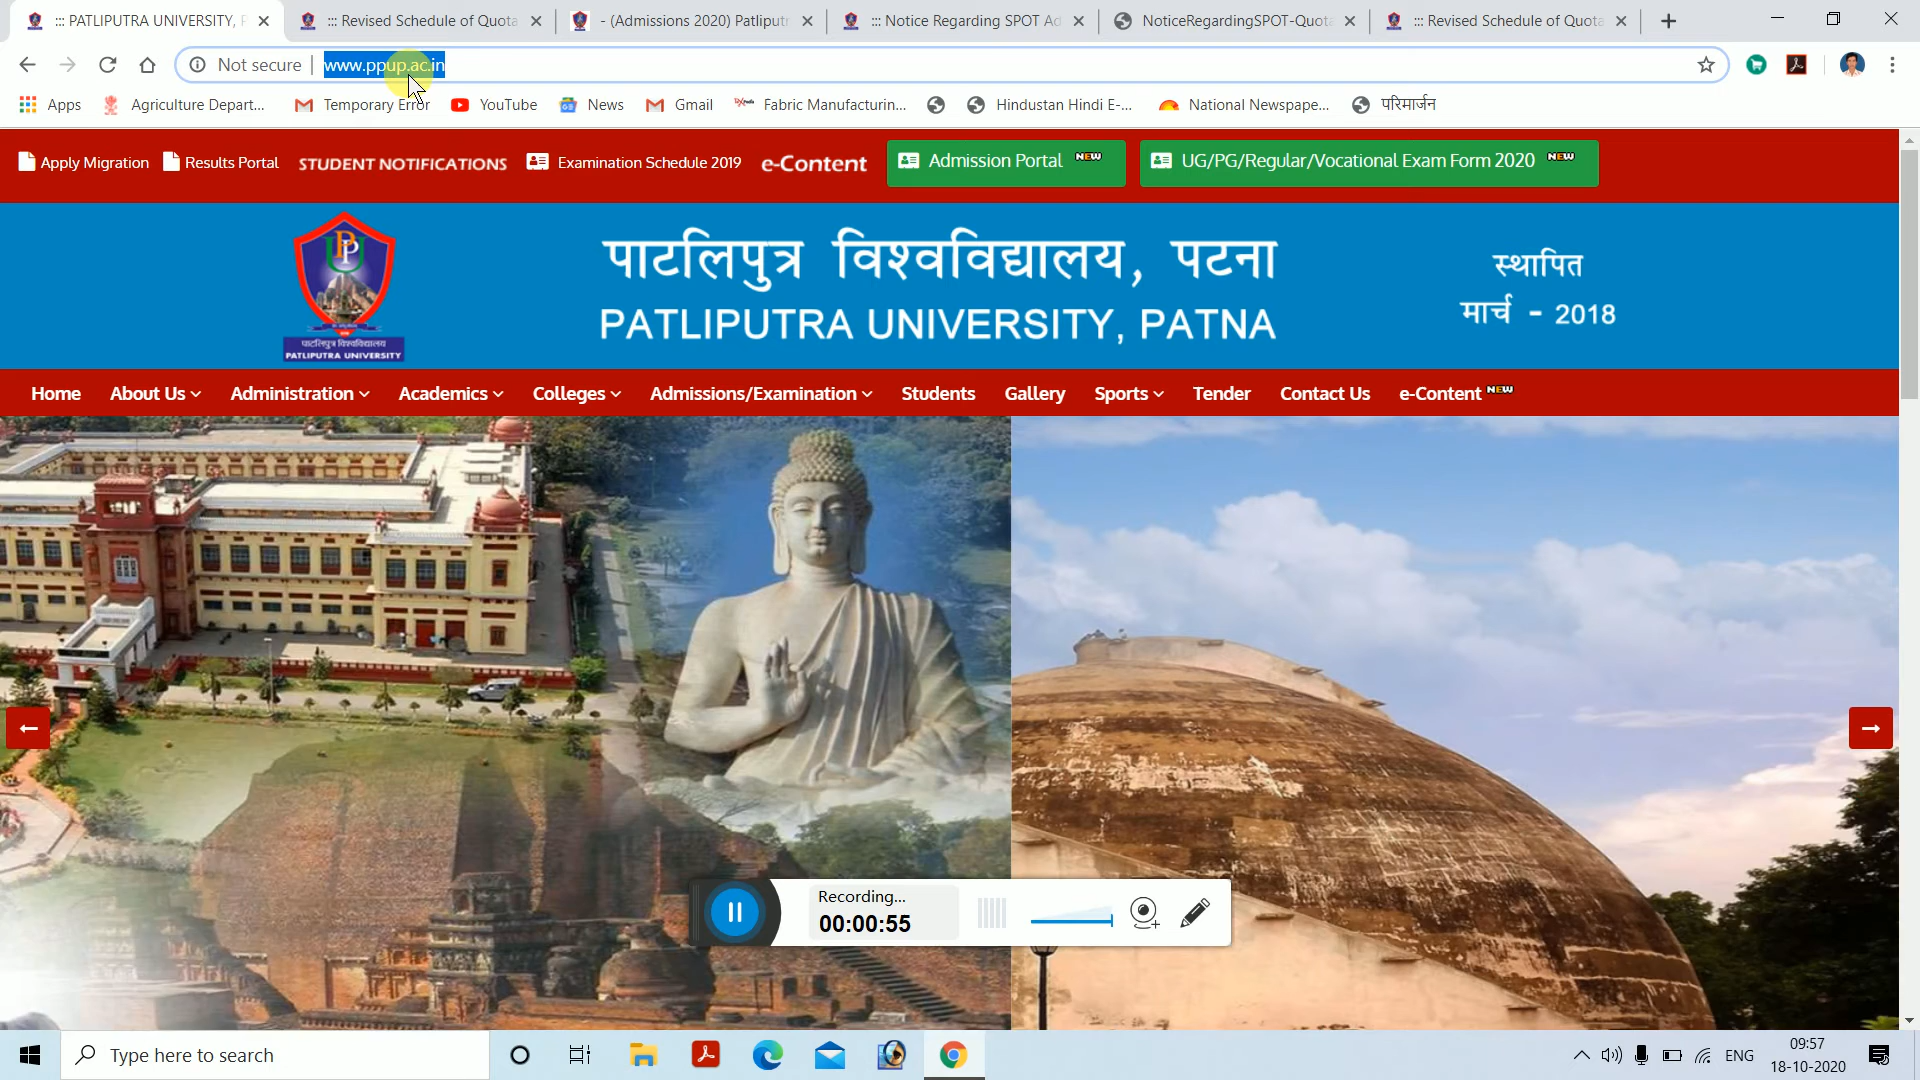 ::: PATLIPUTRA UNIVERSITY, P
::: Revised Schedule of Quota
- (Admissions 2020) Patliput
::: Notice Regarding SPOT Ad
NoticeRegardingSPOT-Quota
::: Revised Schedule of Quota
Not secure | www.ppup.ac.in
Apps
Agriculture Depart...
Temporary Error
YouTube
News
Gmail
Fabric Manufacturin...
Hindustan Hindi E-...
National Newspape...
परिमार्जन
Apply Migration
Results Portal
STUDENT NOTIFICATIONS
Examination Schedule 2019
e-Content
Admission Portal NEW
UG/PG/Regular/Vocational Exam Form 2020 NEW
पाटलिपुत्र विश्वविद्यालय, पटना
PATLIPUTRA UNIVERSITY, PATNA
स्थापित
मार्च - 2018
PPU
पाटलिपुत्र विश्वविद्यालय
PATLIPUTRA UNIVERSITY
Home
About Us
Administration
Academics
Colleges
Admissions/Examination
Students
Gallery
Sports
Tender
Contact Us
e-Content NEW
Recording...
00:00:55
Type here to search
ENG
09:57
18-10-2020